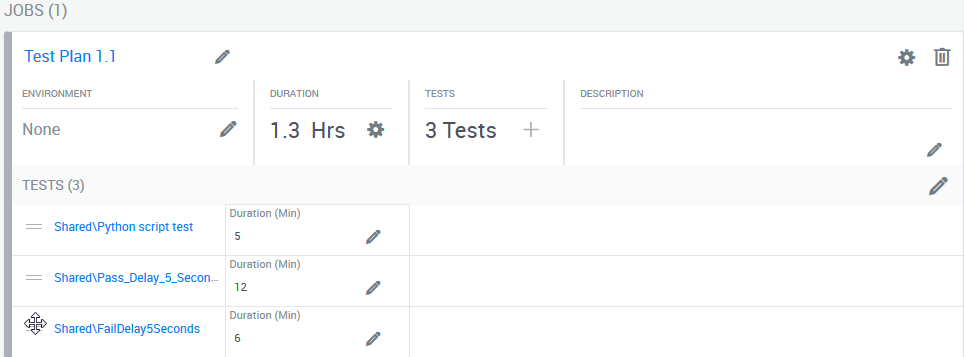 JOBS (1)
Test Plan 1.1
ENVIRONMENT
None
DURATION
1.3 Hrs
TESTS
3 Tests
DESCRIPTION
TESTS (3)
Shared\Python script test
Duration (Min)
5
Shared\Pass_Delay_5_Secon...
Duration (Min)
12
Shared\FailDelay5Seconds
Duration (Min)
6